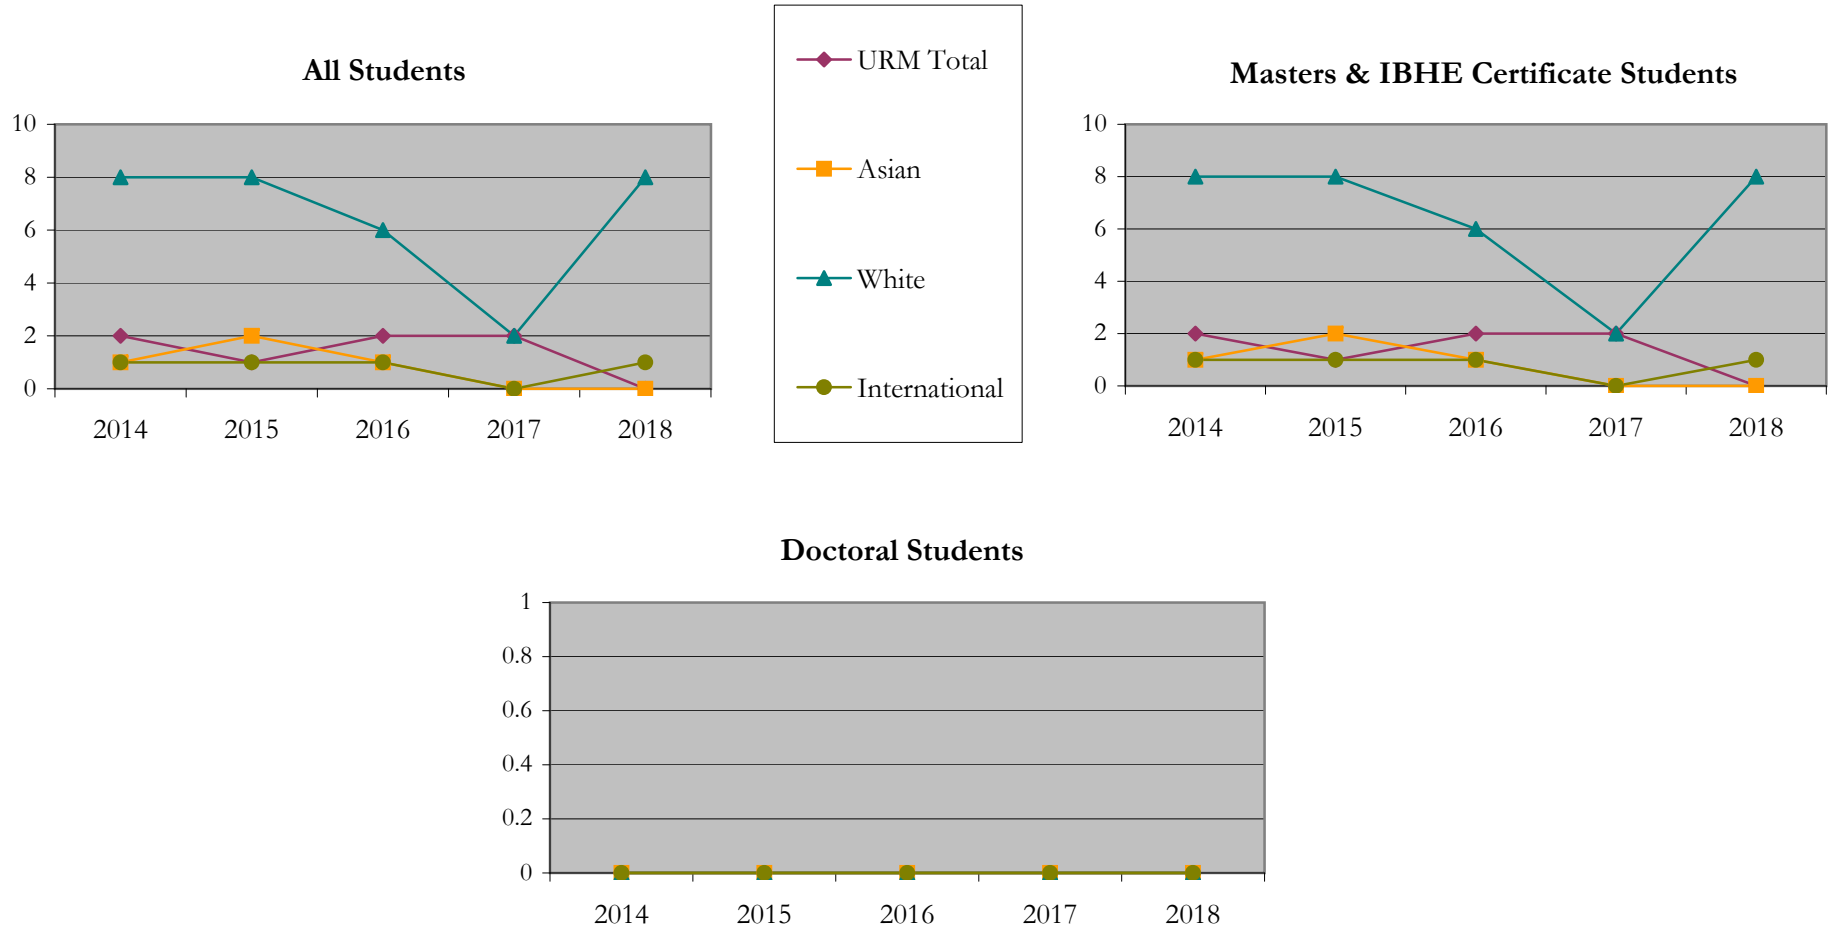 All Students
10
8
6
4
2
0
2014 2015 2016 2017 2018
URM Total
Asian
White
International
Masters & IBHE Certificate Students
10
8
6
4
2
0
2014 2015 2016 2017 2018
Doctoral Students
1
0.8
0.6
0.4
0.2
0
2014 2015 2016 2017 2018